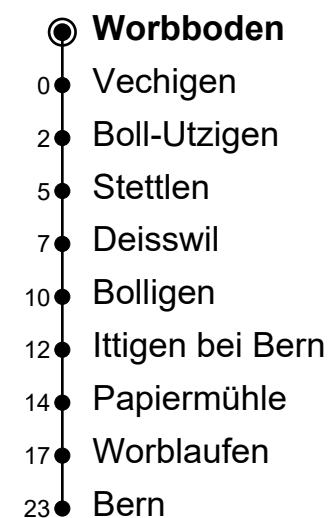 Worbboden
0 Vechigen
2 Boll-Utzigen
5 Stettlen
7 Deisswil
10 Bolligen
12 Ittigen bei Bern
14 Papiermühle
17 Worblaufen
23 Bern